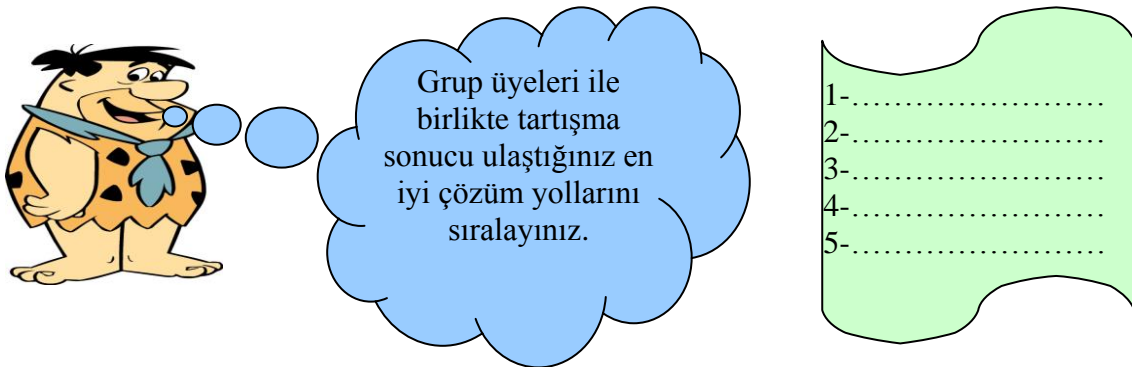 Grup üyeleri ile
birlikte tartışma
sonucu ulaştığınız en
iyi çözüm yollarını
sıralayınız.
1-………………………
2-………………………
3-………………………
4-………………………
5-………………………